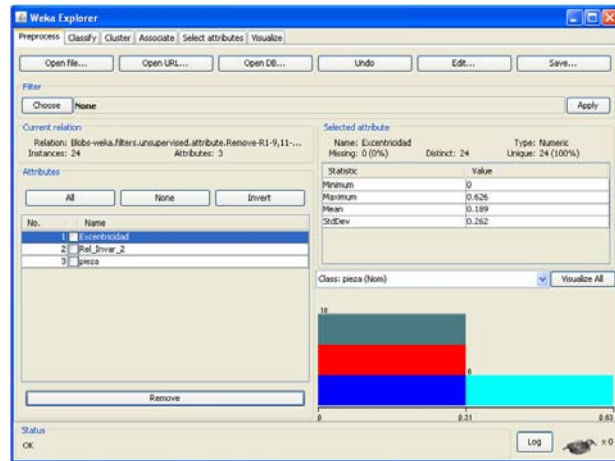 Weka Explorer
Preprocess Classify Cluster Associate Select attributes Visualize
Open file... Open URL... Open DB... Undo Edit... Save...
Filter
Choose None Apply
Current relation
Relation: Blobs-weka.filters.unsupervised.attribute.Remove-R1-9,11-...
Instances: 24 Attributes: 3
Attributes
All None Invert
No. Name
1 Excentricidad
2 Rel_Invar_2
3 pieza
Remove
Selected attribute
Name: Excentricidad Type: Numeric
Missing: 0 (0%) Distinct: 24 Unique: 24 (100%)
Statistic Value
Minimum 0
Maximum 0.626
Mean 0.189
StdDev 0.262
Class: pieza (Nom) Visualize All
18
6
0 0.31 0.63
Status
OK
Log x 0